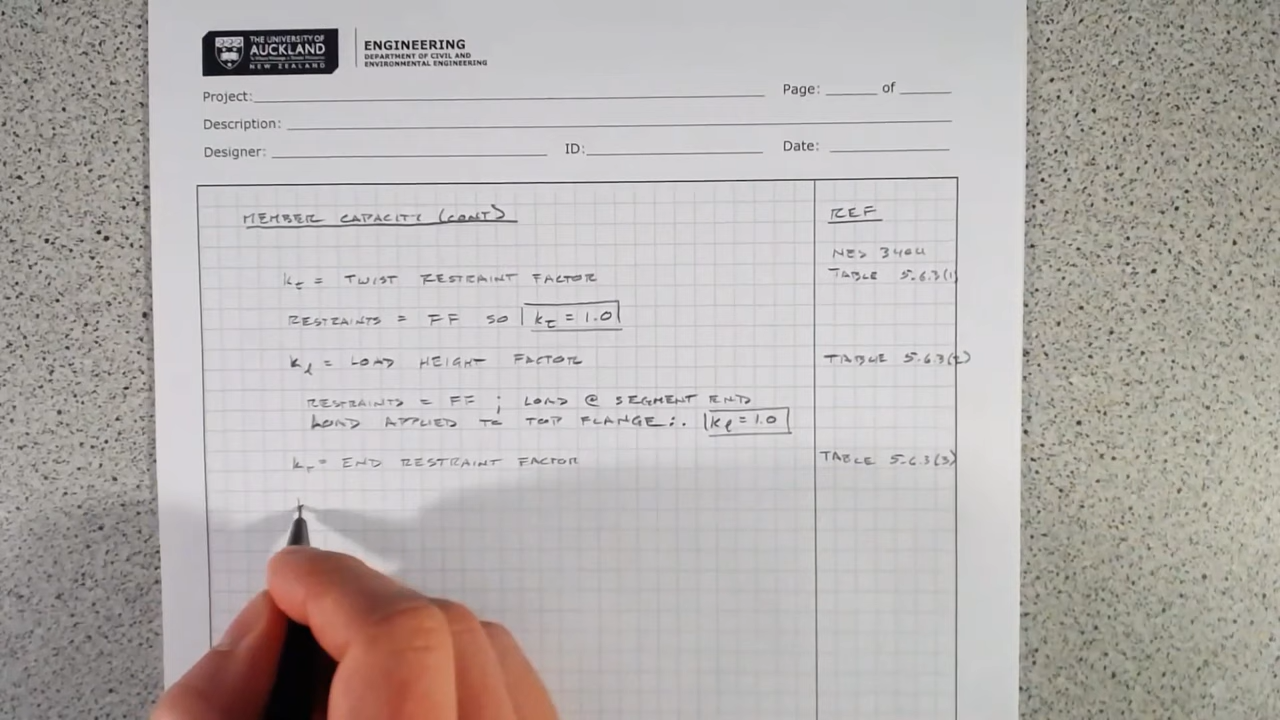 THE UNIVERSITY OF
AUCKLAND
NEW ZEALAND
ENGINEERING
DEPARTMENT OF CIVIL AND
ENVIRONMENTAL ENGINEERING
Project:
Page: of
Description:
Designer:
ID:
Date:
MEMBER CAPACITY (CONT)
REF
NZS 3404
kt = TWIST RESTRAINT FACTOR
TABLE 5.6.3(1)
RESTRAINTS = FF SO kt = 1.0
kl = LOAD HEIGHT FACTOR
TABLE 5.6.3(2)
RESTRAINTS = FF ; LOAD @ SEGMENT END
LOAD APPLIED TO TOP FLANGE ∴ kl = 1.0
kr = END RESTRAINT FACTOR
TABLE 5.6.3(3)